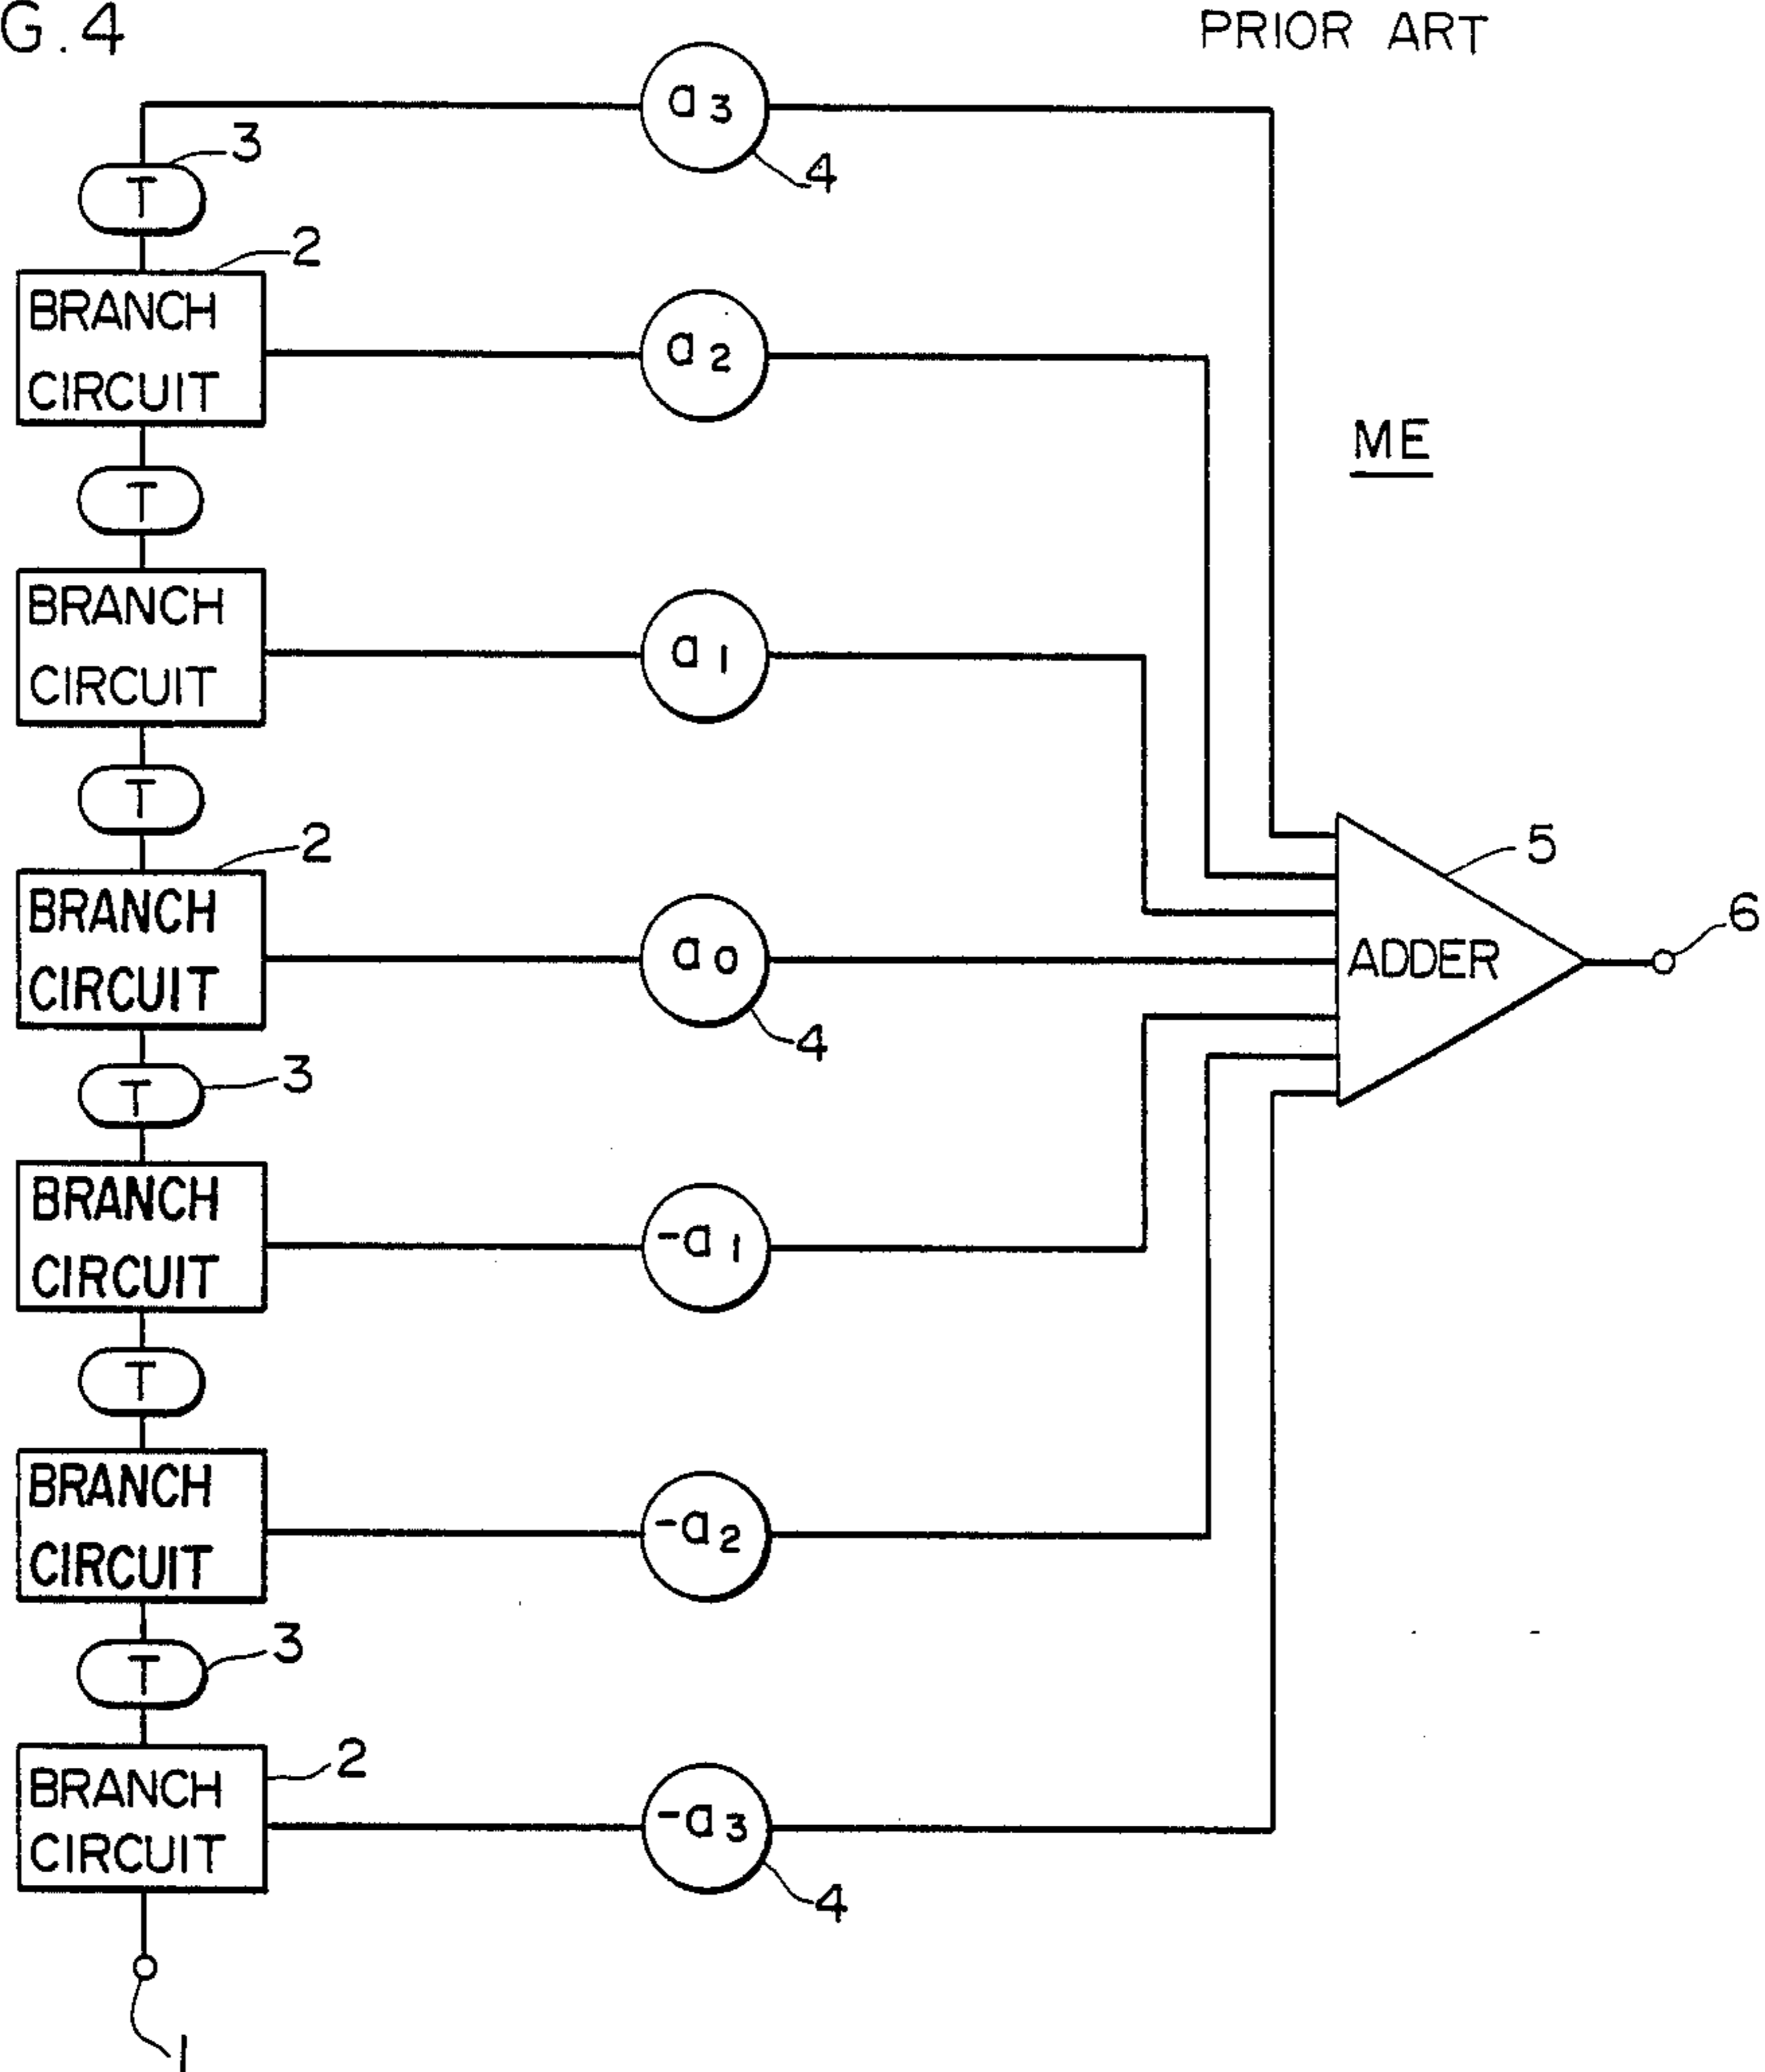 G.4
PRIOR ART
a3
3
4
T
2
BRANCH
CIRCUIT
a2
ME
T
BRANCH
CIRCUIT
a1
T
2
5
BRANCH
CIRCUIT
a0
ADDER
6
4
3
T
BRANCH
CIRCUIT
-a1
T
BRANCH
CIRCUIT
-a2
3
T
2
BRANCH
CIRCUIT
-a3
4
1